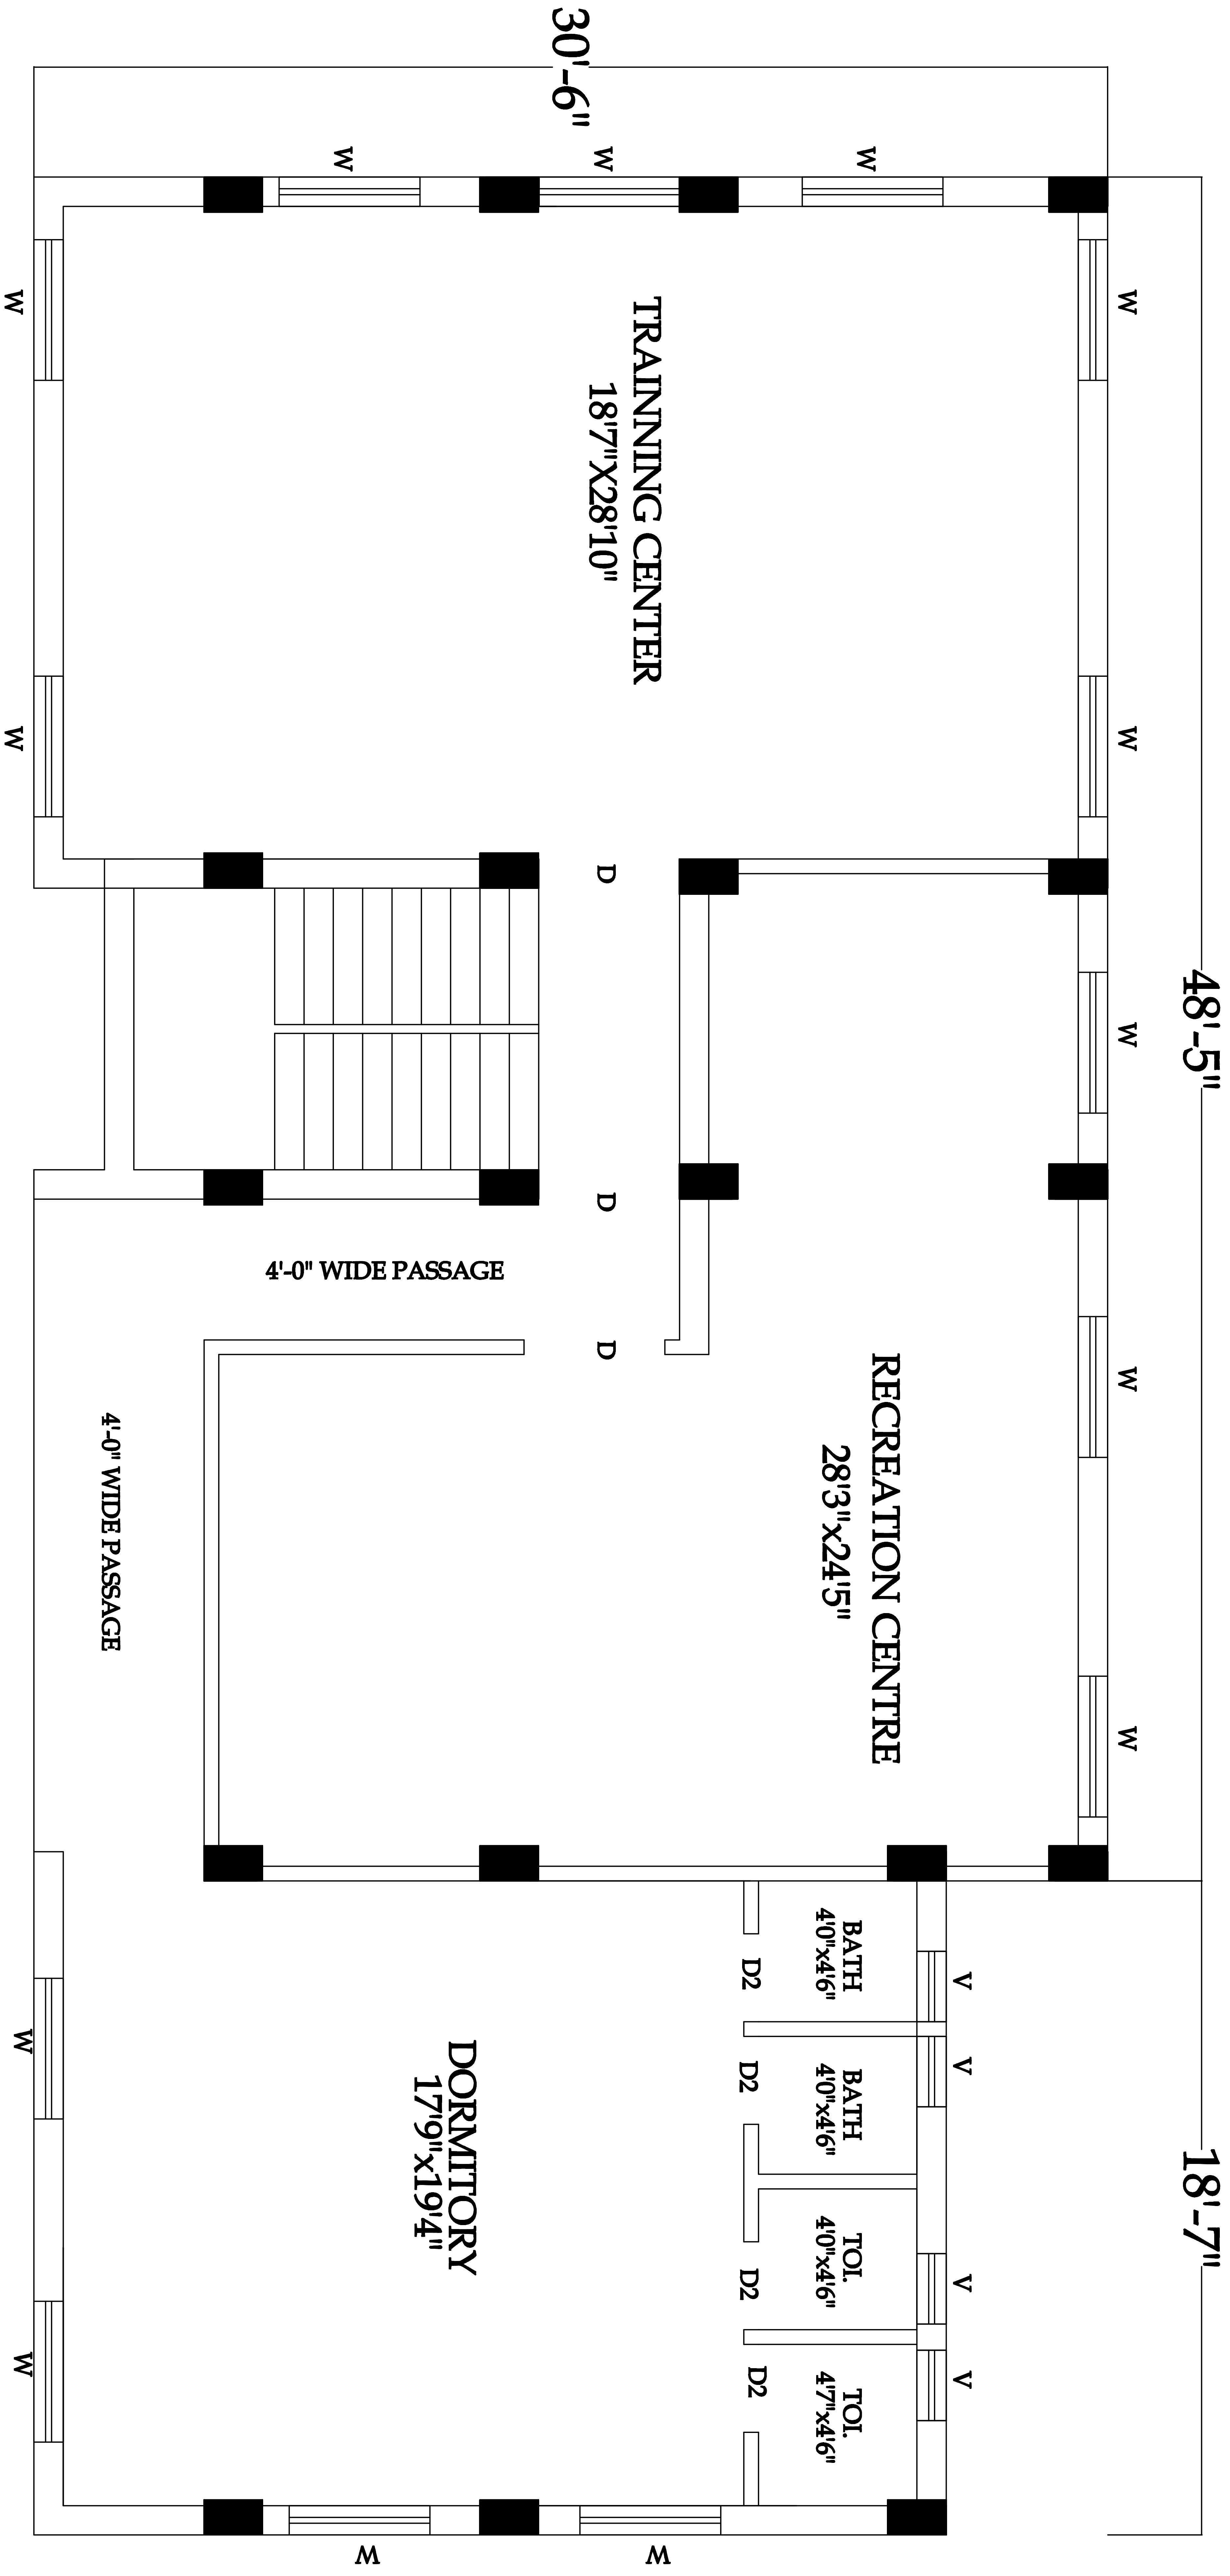 30'-6"
W
W
W
W
W
TRAINNING CENTER
18'7"X28'10"
W
W
D
48'-5"
W
D
4'-0" WIDE PASSAGE
D
W
RECREATION CENTRE
28'3"x24'5"
4'-0" WIDE PASSAGE
W
BATH
4'0"x4'6"
D2
V
BATH
4'0"x4'6"
D2
V
W
DORMITORY
17'9"x19'4"
18'-7"
TOI.
4'0"x4'6"
D2
V
TOI.
4'7"x4'6"
D2
V
W
W
W